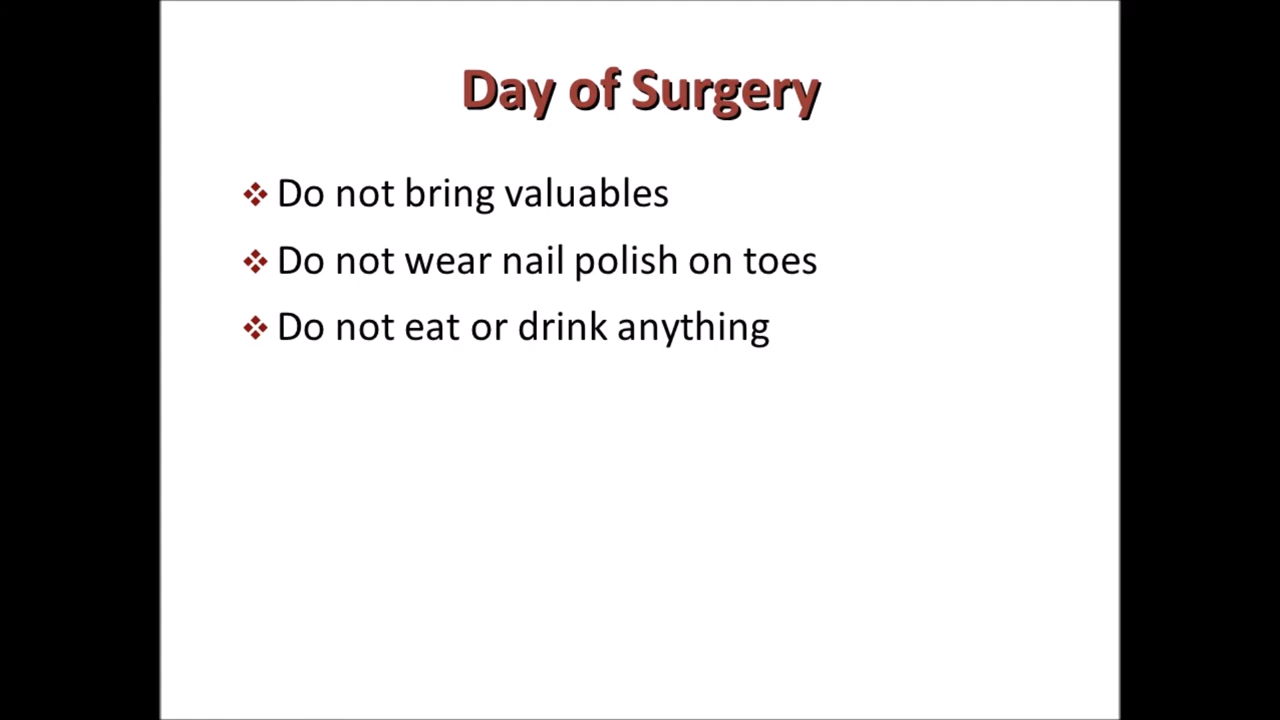 Day of Surgery
Do not bring valuables
Do not wear nail polish on toes
Do not eat or drink anything